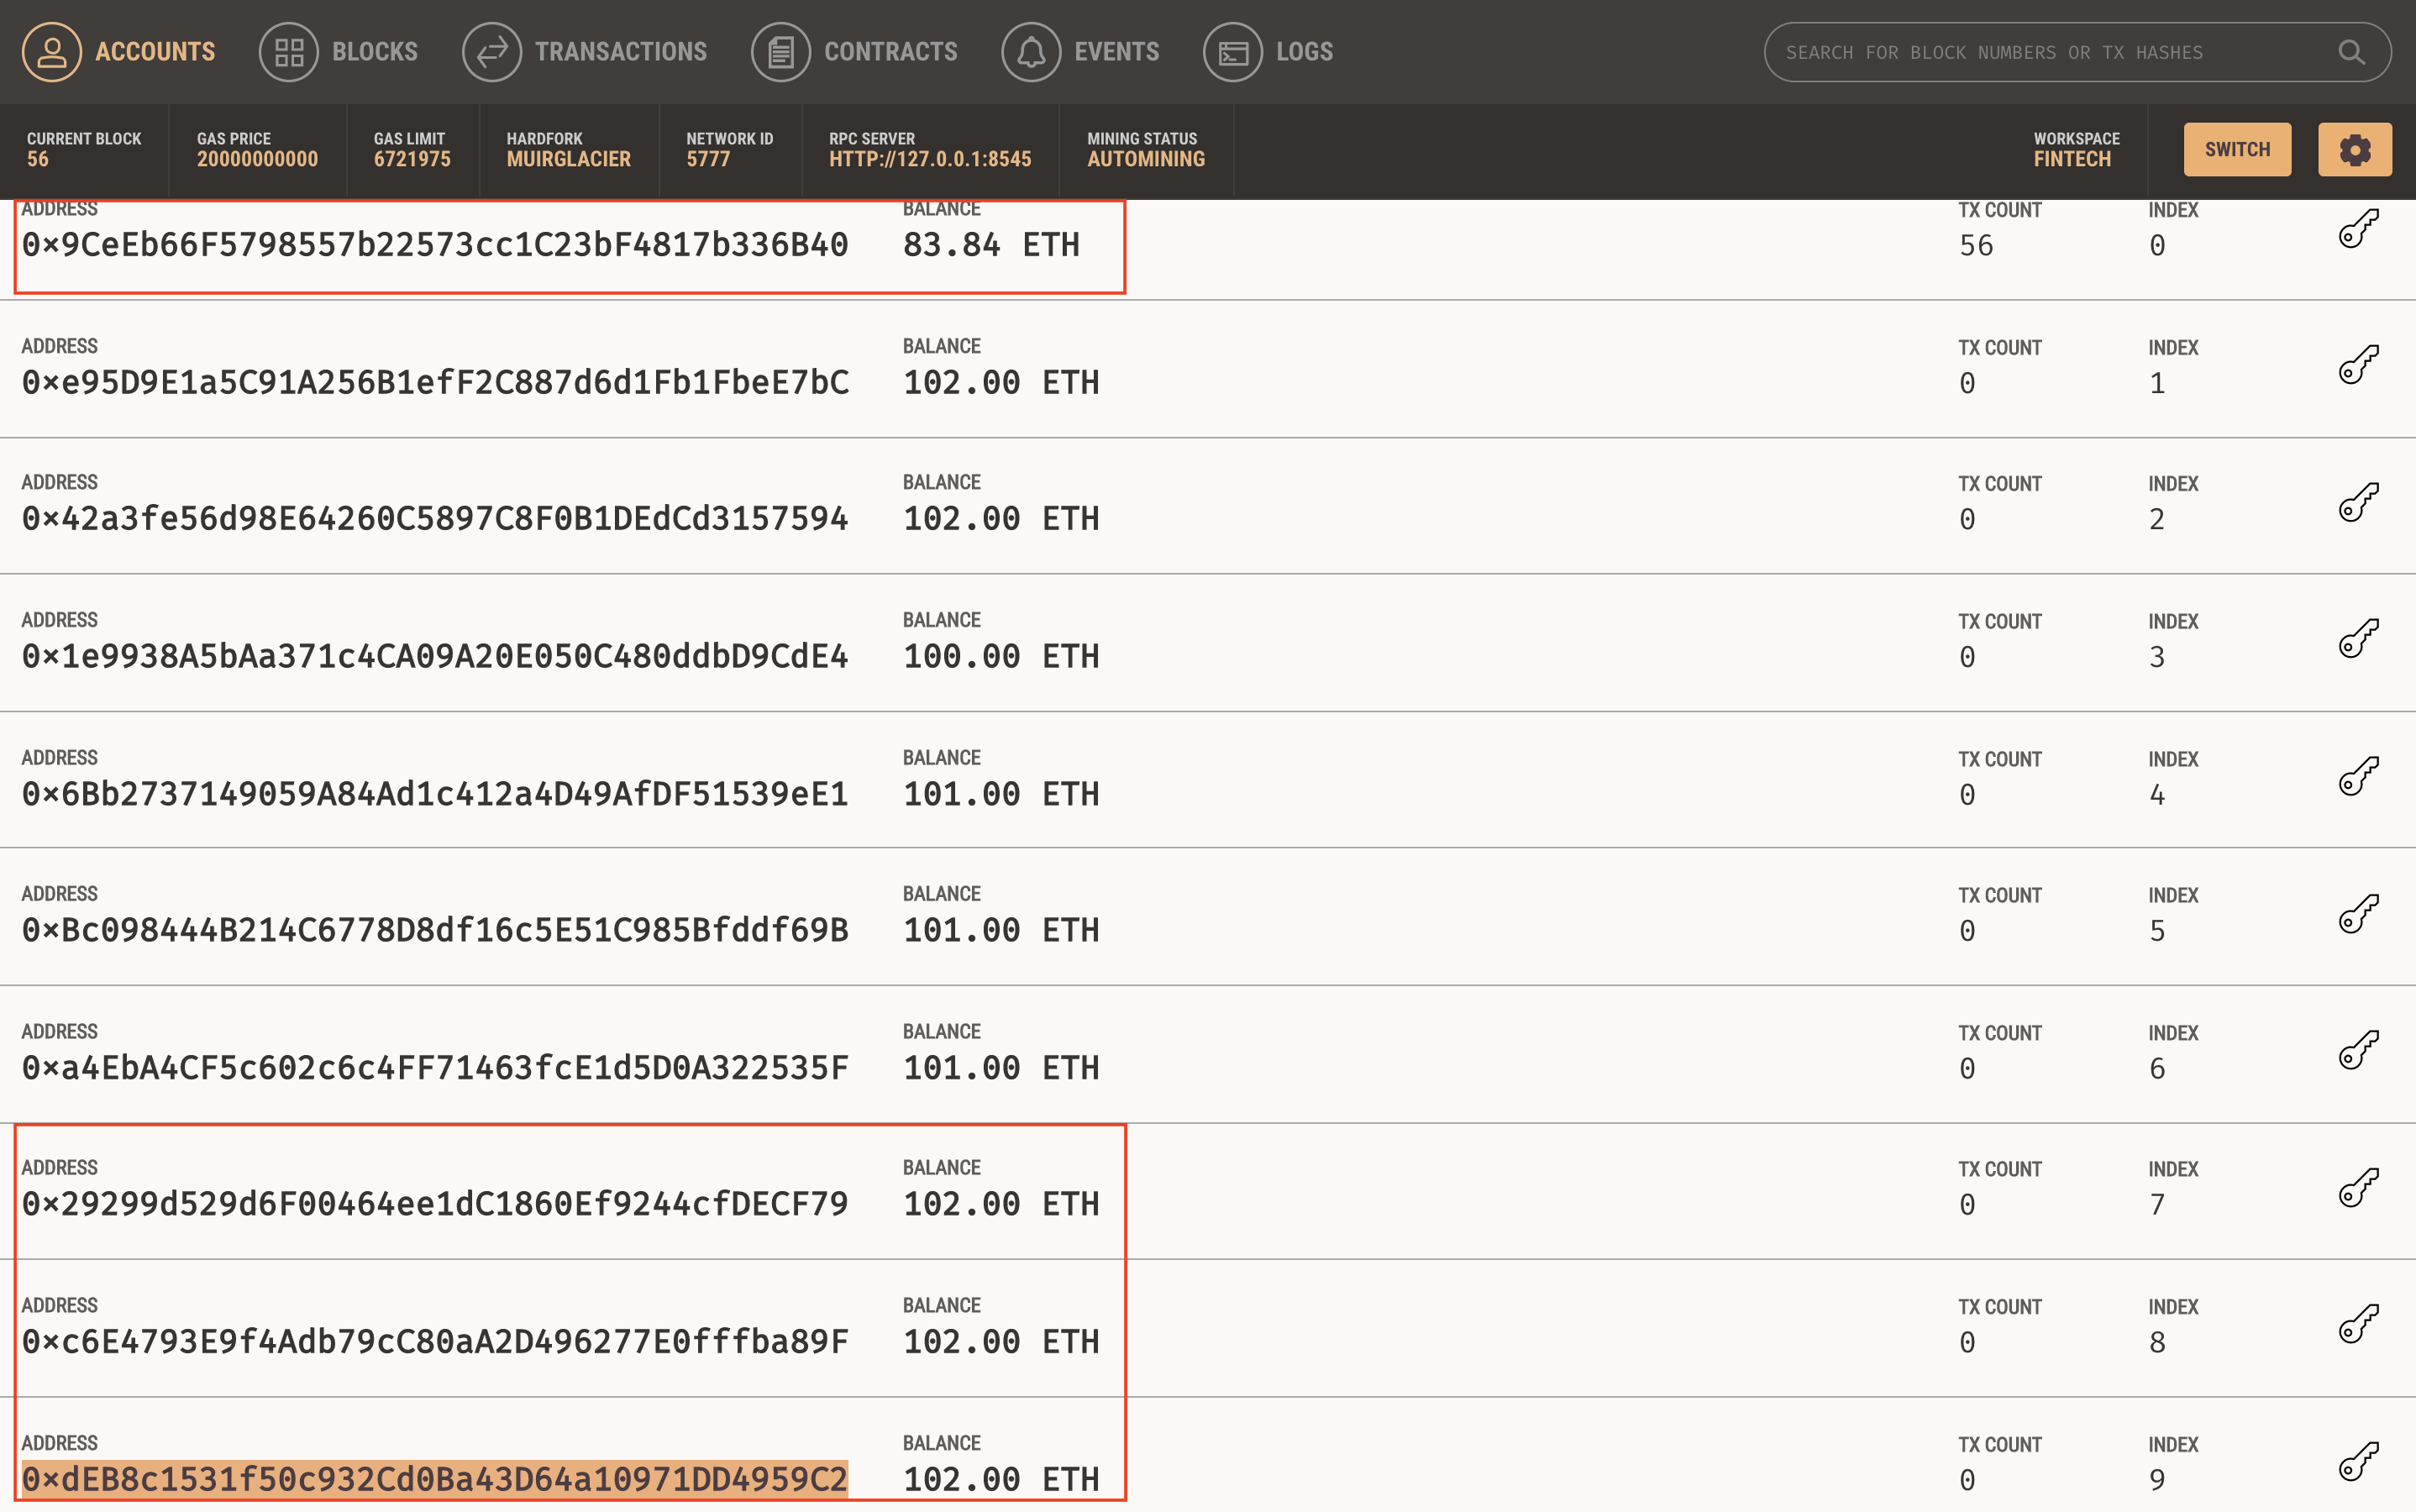 ACCOUNTS BLOCKS TRANSACTIONS CONTRACTS EVENTS LOGS SEARCH FOR BLOCK NUMBERS OR TX HASHES
CURRENT BLOCK GAS PRICE GAS LIMIT HARDFORK NETWORK ID RPC SERVER MINING STATUS WORKSPACE
56 20000000000 6721975 MUIRGLACIER 5777 HTTP://127.0.0.1:8545 AUTOMINING FINTECH SWITCH
ADDRESS BALANCE TX COUNT INDEX
0×9CeEb66F5798557b22573cc1C23bF4817b336B40 83.84 ETH 56 0
ADDRESS BALANCE TX COUNT INDEX
0×e95D9E1a5C91A256B1efF2C887d6d1Fb1FbeE7bC 102.00 ETH 0 1
ADDRESS BALANCE TX COUNT INDEX
0×42a3fe56d98E64260C5897C8F0B1DEdCd3157594 102.00 ETH 0 2
ADDRESS BALANCE TX COUNT INDEX
0×1e9938A5bAa371c4CA09A20E050C480ddbD9CdE4 100.00 ETH 0 3
ADDRESS BALANCE TX COUNT INDEX
0×6Bb2737149059A84Ad1c412a4D49AfDF51539eE1 101.00 ETH 0 4
ADDRESS BALANCE TX COUNT INDEX
0×Bc098444B214C6778D8df16c5E51C985Bfddf69B 101.00 ETH 0 5
ADDRESS BALANCE TX COUNT INDEX
0×a4EbA4CF5c602c6c4FF71463fcE1d5D0A322535F 101.00 ETH 0 6
ADDRESS BALANCE TX COUNT INDEX
0×29299d529d6F00464ee1dC1860Ef9244cfDECF79 102.00 ETH 0 7
ADDRESS BALANCE TX COUNT INDEX
0×c6E4793E9f4Adb79cC80aA2D496277E0fffba89F 102.00 ETH 0 8
ADDRESS BALANCE TX COUNT INDEX
0×dEB8c1531f50c932Cd0Ba43D64a10971DD4959C2 102.00 ETH 0 9